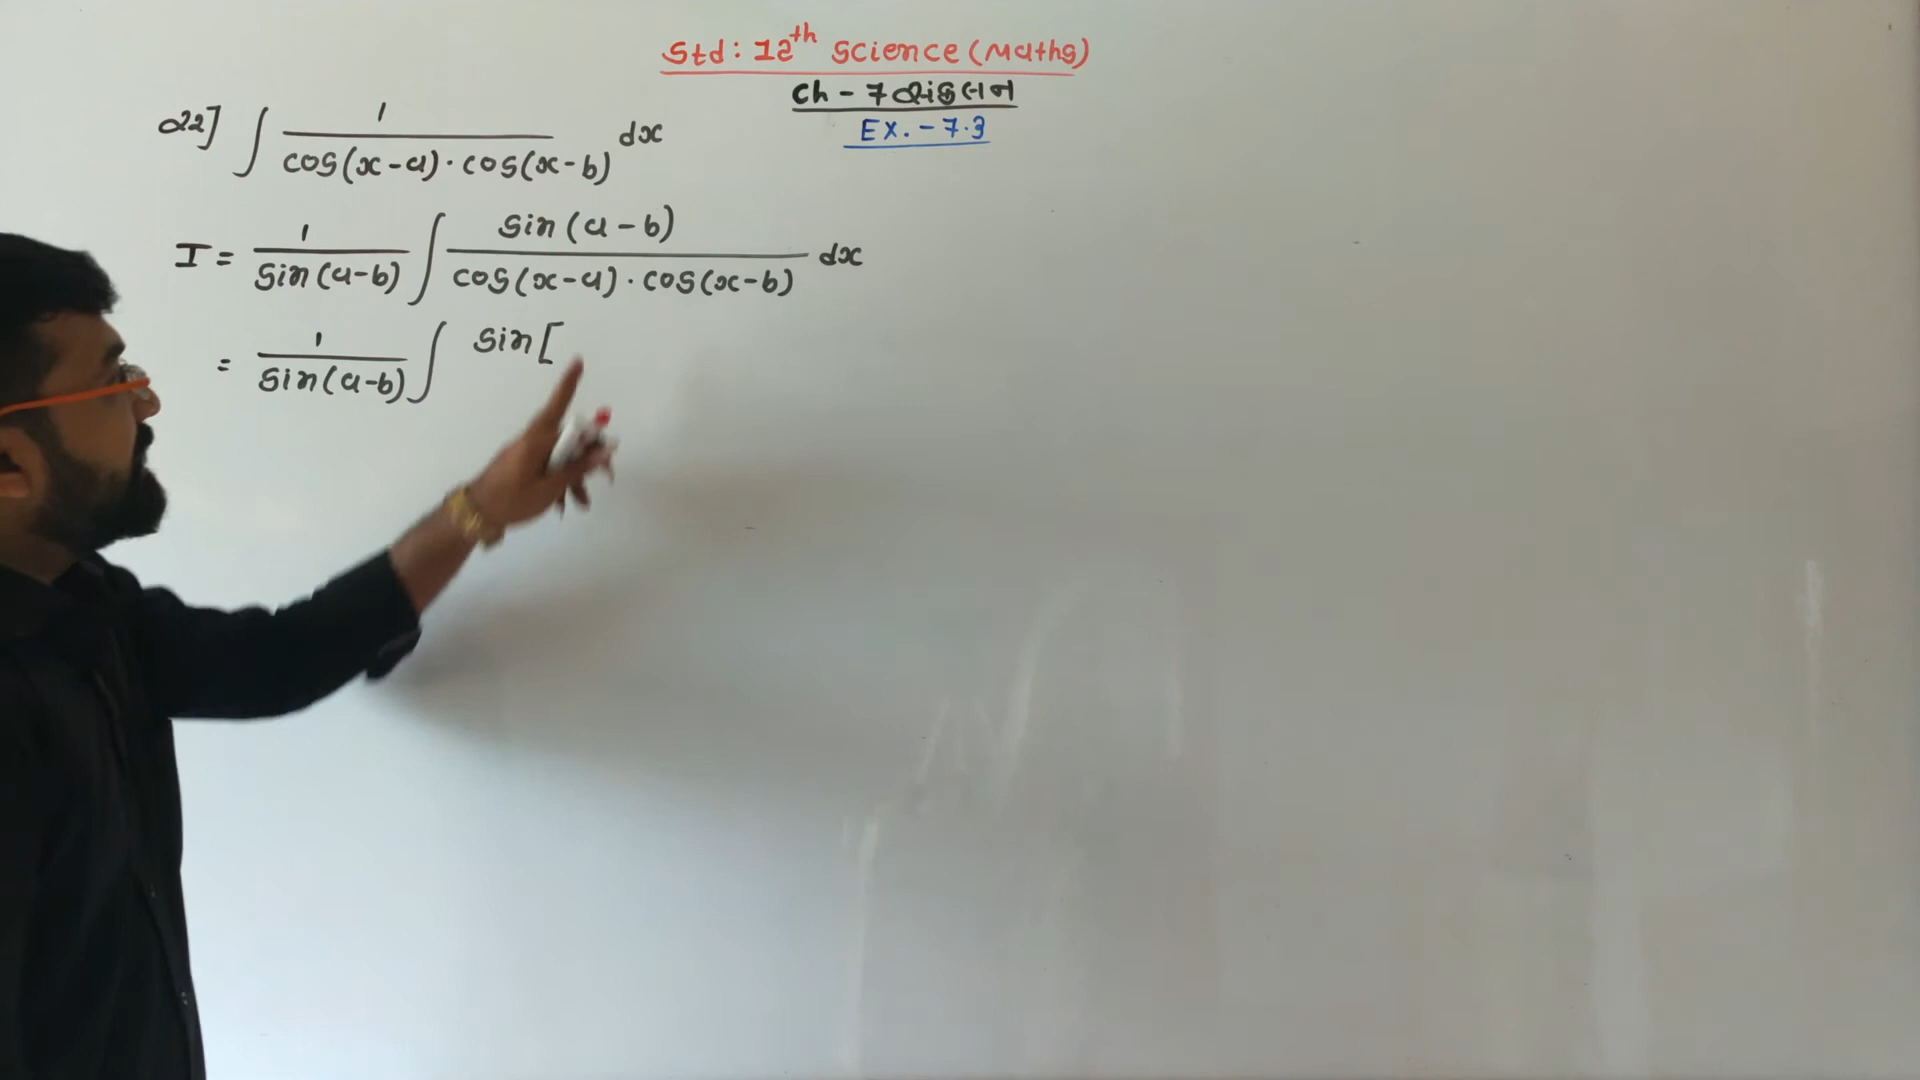 Std: 12th Science (Maths)
Ch - 7 સંકલન
Ex. - 7.3
22] ∫ 1 / cos(x-a)·cos(x-b) dx
I = 1 / sin(a-b) ∫ sin(a-b) / cos(x-a)·cos(x-b) dx
= 1 / sin(a-b) ∫ sin[